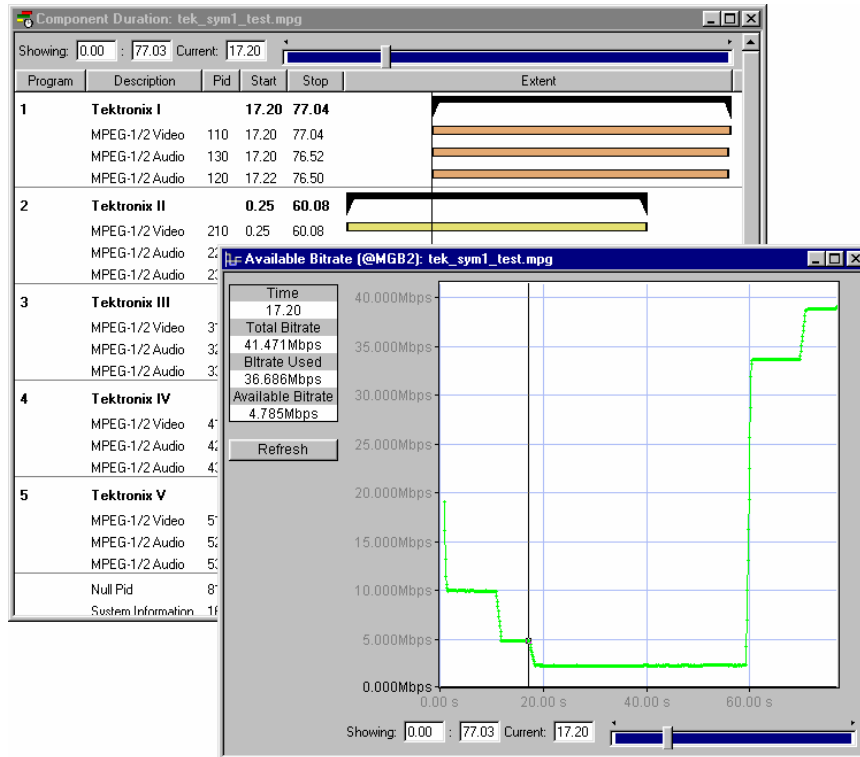 Component Duration: tek_sym1_test.mpg
Showing: 0.00 : 77.03 Current: 17.20
Program Description Pid Start Stop Extent
1 Tektronix I 17.20 77.04
MPEG-1/2 Video 110 17.20 77.04
MPEG-1/2 Audio 130 17.20 76.52
MPEG-1/2 Audio 120 17.22 76.50
2 Tektronix II 0.25 60.08
MPEG-1/2 Video 210 0.25 60.08
MPEG-1/2 Audio
MPEG-1/2 Audio
3 Tektronix III
MPEG-1/2 Video
MPEG-1/2 Audio
MPEG-1/2 Audio
4 Tektronix IV
MPEG-1/2 Video
MPEG-1/2 Audio
MPEG-1/2 Audio
5 Tektronix V
MPEG-1/2 Video
MPEG-1/2 Audio
MPEG-1/2 Audio
Null Pid
System Information
Available Bitrate (@MGB2): tek_sym1_test.mpg
Time
17.20
Total Bitrate
41.471Mbps
BItrate Used
36.686Mbps
Available Bitrate
4.785Mbps
Refresh
40.000Mbps
35.000Mbps
30.000Mbps
25.000Mbps
20.000Mbps
15.000Mbps
10.000Mbps
5.000Mbps
0.000Mbps
0.00 s 20.00 s 40.00 s 60.00 s
Showing: 0.00 : 77.03 Current: 17.20